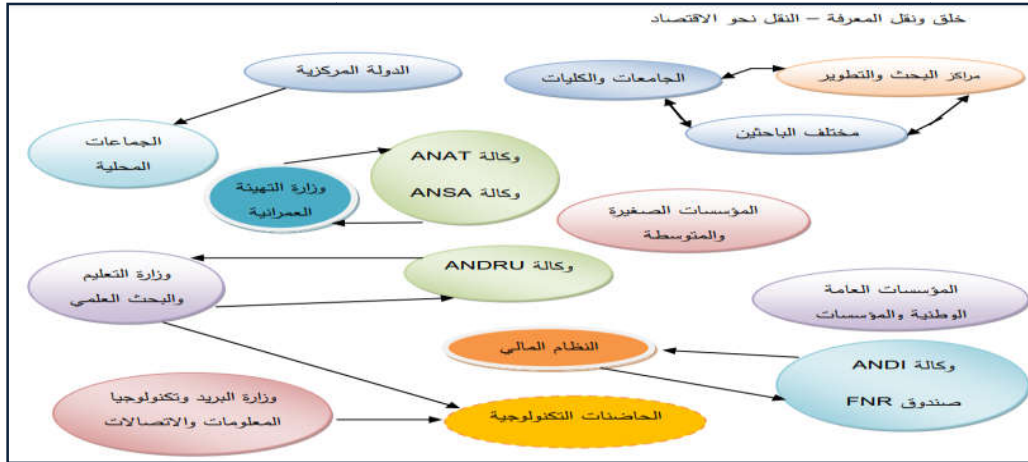 خلق ونقل المعرفة – النقل نحو الاقتصاد
الدولة المركزية
الجامعات والكليات
مراكز البحث والتطوير
مختلف الباحثين
الجماعات
المحلية
وكالة ANAT
وكالة ANSA
وزارة التهيئة
العمرانية
المؤسسات الصغيرة
والمتوسطة
وكالة ANDRU
وزارة التعليم
والبحث العلمي
المؤسسات العامة
الوطنية والمؤسسات
النظام المالي
وكالة ANDI
صندوق FNR
وزارة البريد وتكنولوجيا
المعلومات والاتصالات
الحاضنات التكنولوجية